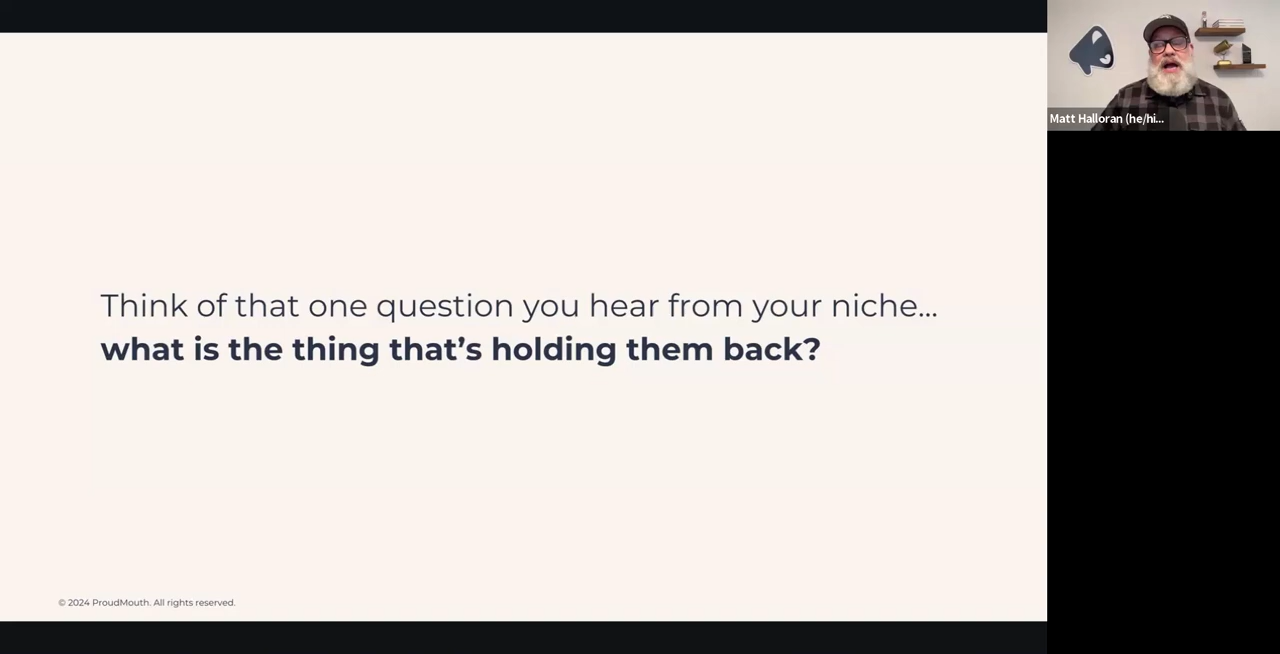 Think of that one question you hear from your niche...
what is the thing that's holding them back?
© 2024 ProudMouth. All rights reserved.
Matt Halloran (he/hi...